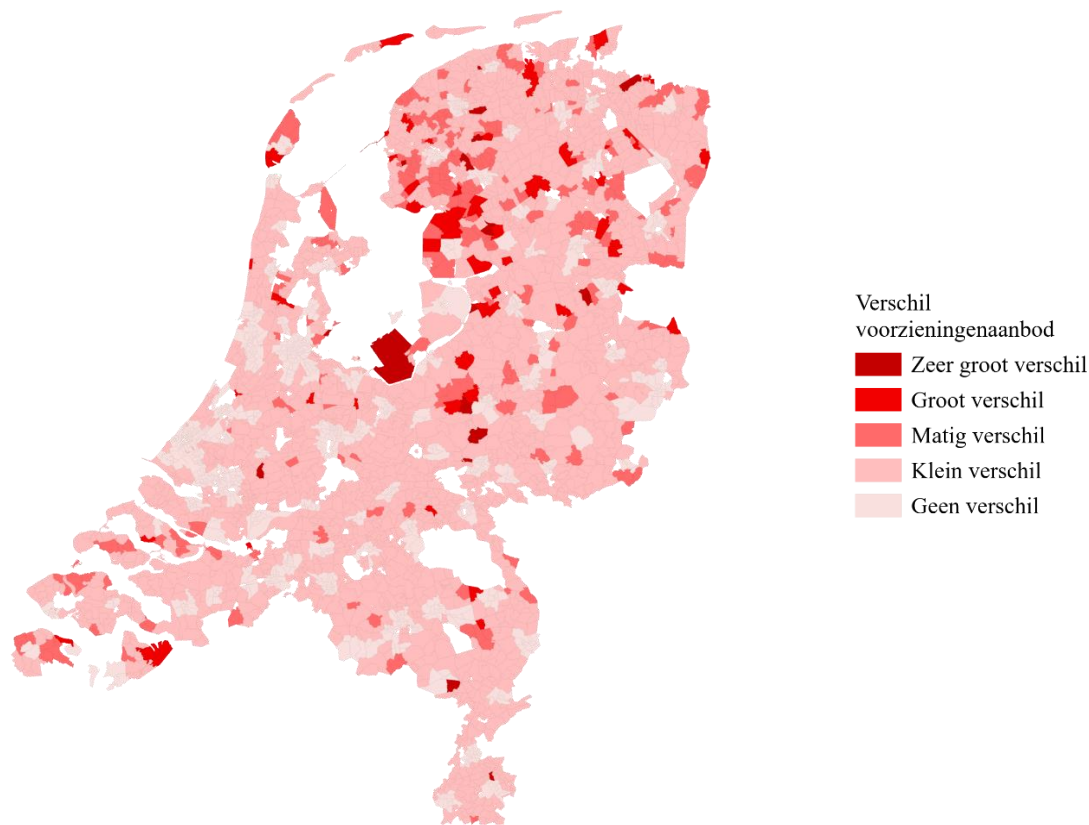 Verschil
voorzieningenaanbod
Zeer groot verschil
Groot verschil
Matig verschil
Klein verschil
Geen verschil